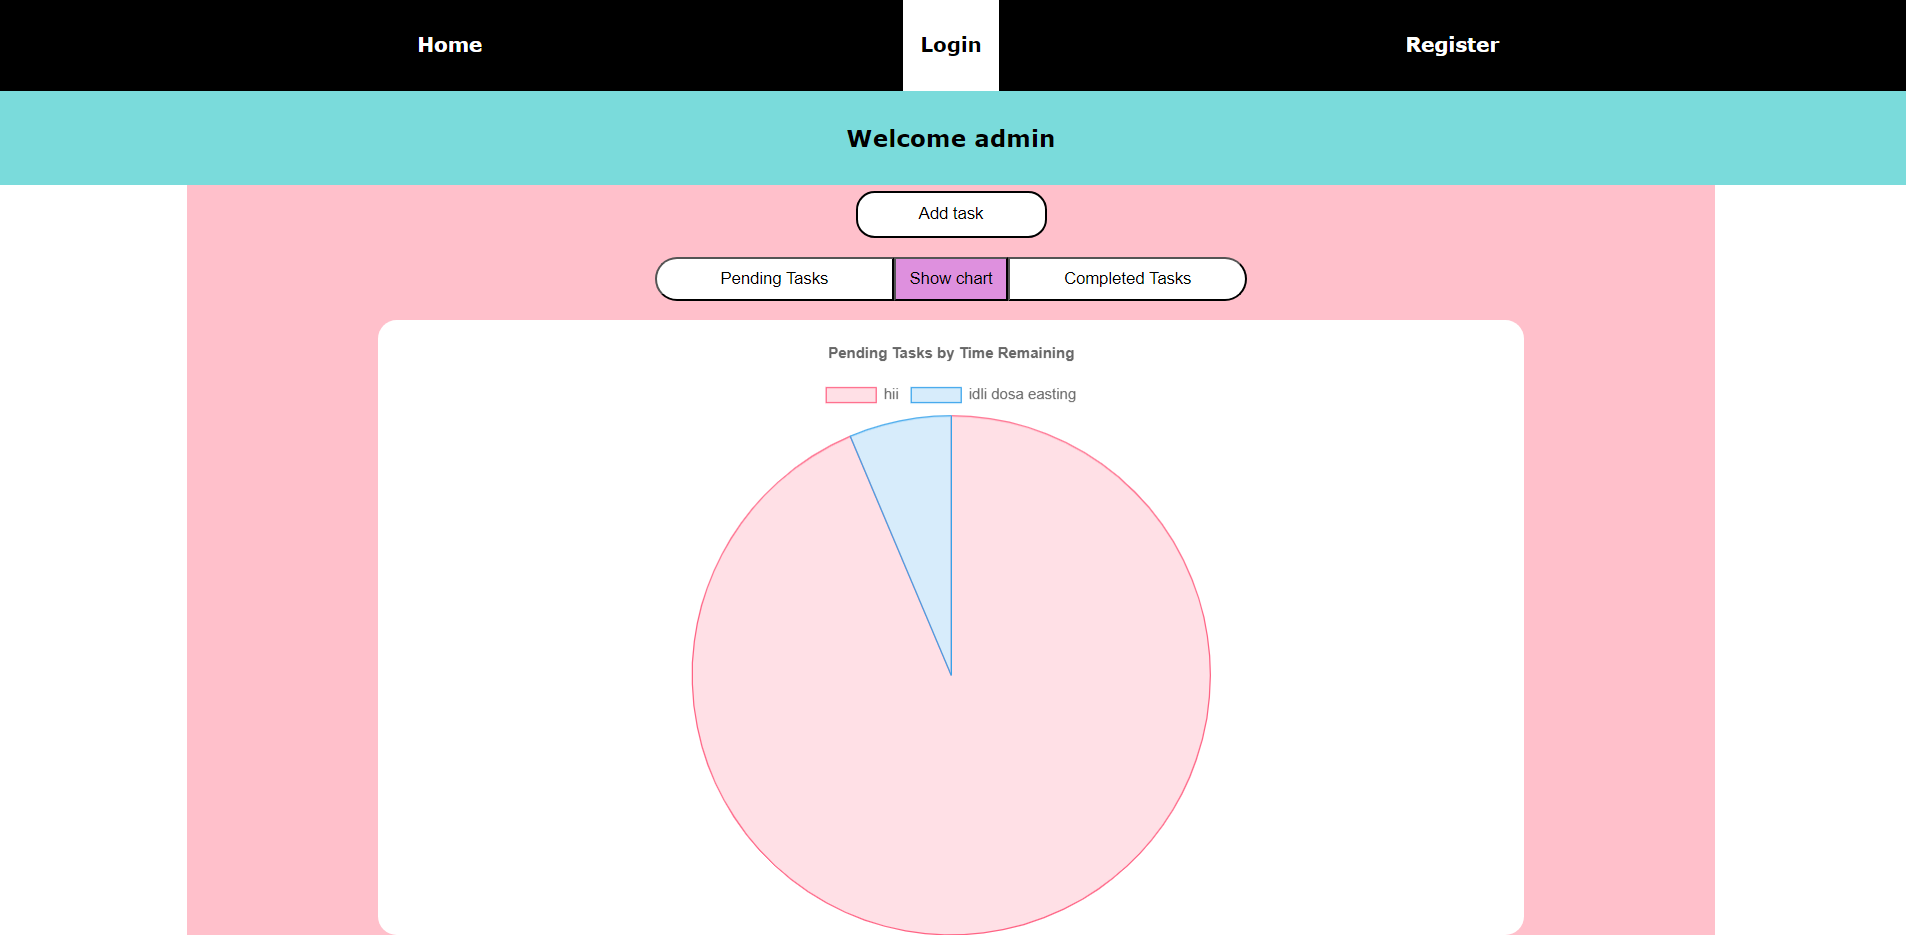 Home Login Register
Welcome admin
Add task
Pending Tasks Show chart Completed Tasks
Pending Tasks by Time Remaining
hii idli dosa easting